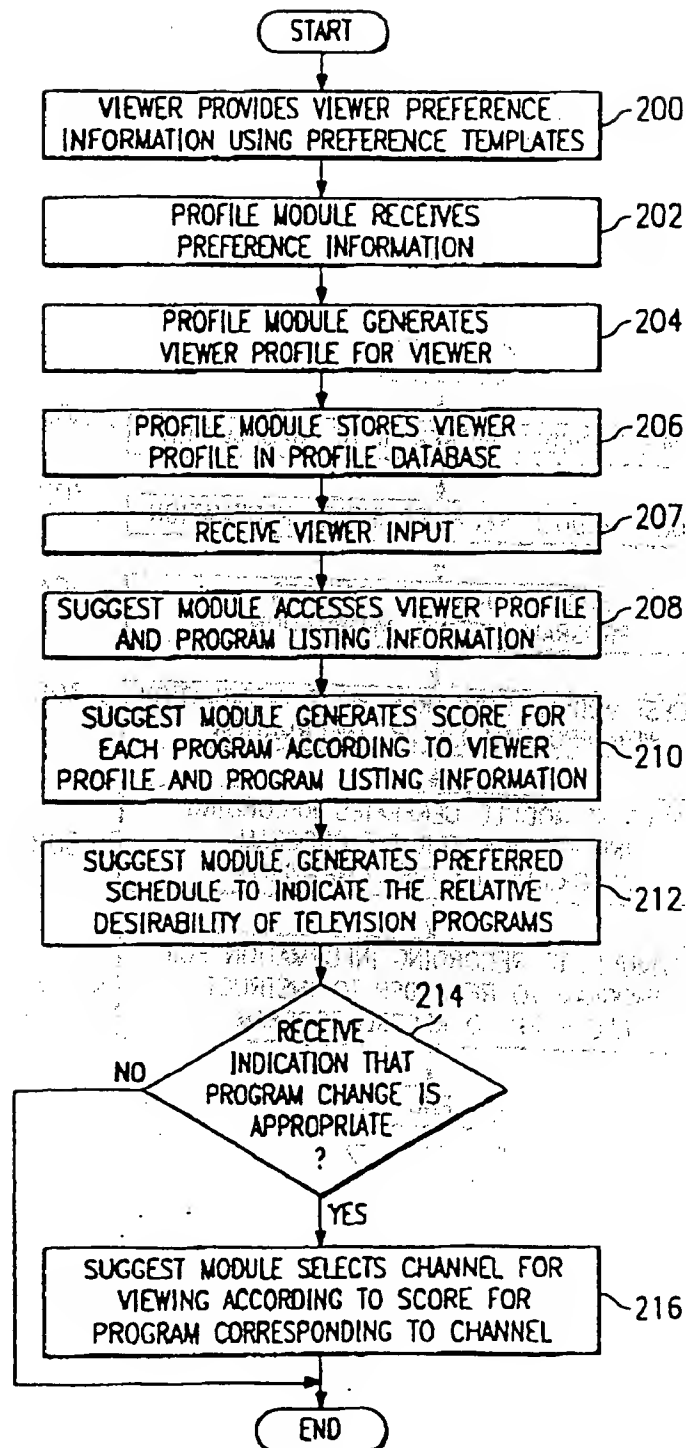 START
VIEWER PROVIDES VIEWER PREFERENCE
INFORMATION USING PREFERENCE TEMPLATES
200
PROFILE MODULE RECEIVES
PREFERENCE INFORMATION
202
PROFILE MODULE GENERATES
VIEWER PROFILE FOR VIEWER
204
PROFILE MODULE STORES VIEWER
PROFILE IN PROFILE DATABASE
206
RECEIVE VIEWER INPUT
207
SUGGEST MODULE ACCESSES VIEWER PROFILE
AND PROGRAM LISTING INFORMATION
208
SUGGEST MODULE GENERATES SCORE FOR
EACH PROGRAM ACCORDING TO VIEWER
PROFILE AND PROGRAM LISTING INFORMATION
210
SUGGEST MODULE GENERATES PREFERRED
SCHEDULE TO INDICATE THE RELATIVE
DESIRABILITY OF TELEVISION PROGRAMS
212
214
RECEIVE
INDICATION THAT
PROGRAM CHANGE IS
APPROPRIATE
?
NO
YES
SUGGEST MODULE SELECTS CHANNEL FOR
VIEWING ACCORDING TO SCORE FOR
PROGRAM CORRESPONDING TO CHANNEL
216
END